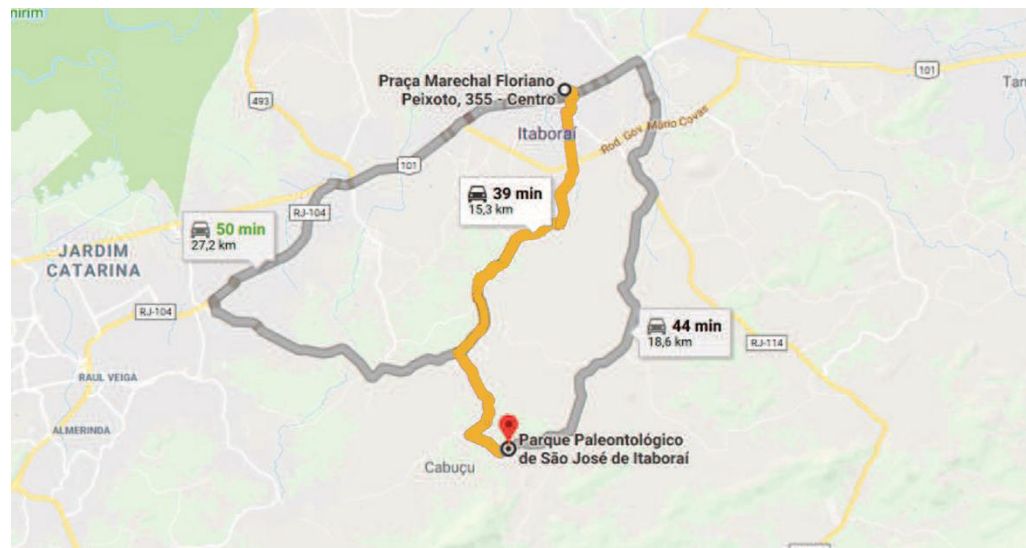 mirim
Praça Marechal Floriano
Peixoto, 355 - Centro
101
Tan
493
Itaboraí
Rod. Gov. Mário Covas
101
39 min
15,3 km
RJ-104
50 min
27,2 km
JARDIM
CATARINA
RJ-104
44 min
18,6 km
RJ-114
RAUL VEIGA
ALMERINDA
Parque Paleontológico
de São José de Itaboraí
Cabuçu